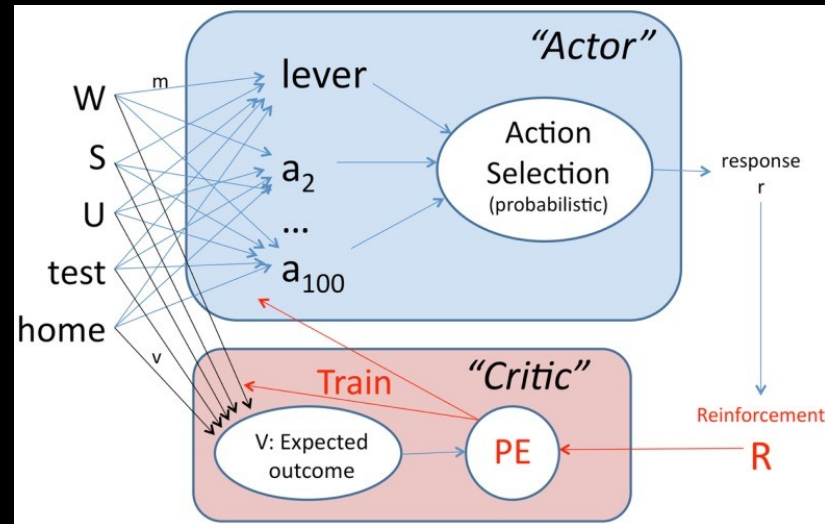 “Actor”
m
lever
W
Action
Selection
(probabilistic)
S
a₂
response
r
U
...
test
a₁₀₀
home
v
“Critic”
Train
Reinforcement
R
V: Expected
outcome
PE